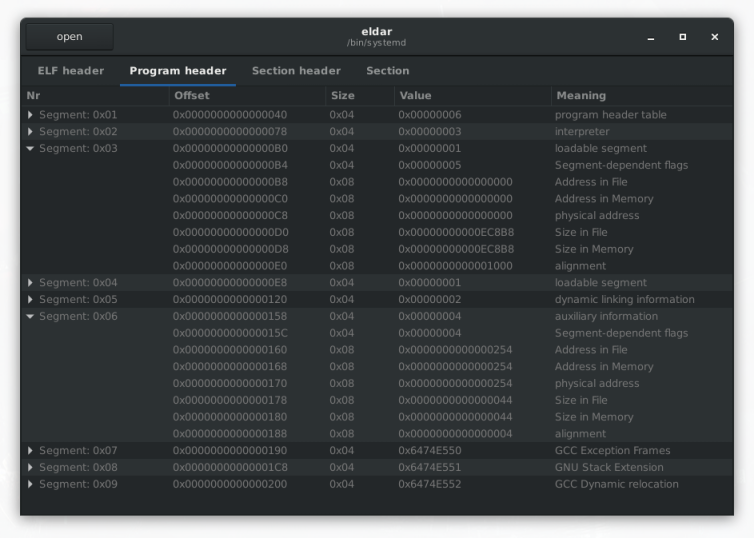 open
eldar
/bin/systemd
ELF header Program header Section header Section
Nr Offset Size Value Meaning
Segment: 0x01 0x0000000000000040 0x04 0x00000006 program header table
Segment: 0x02 0x0000000000000078 0x04 0x00000003 interpreter
Segment: 0x03 0x00000000000000B0 0x04 0x00000001 loadable segment
0x00000000000000B4 0x04 0x00000005 Segment-dependent flags
0x00000000000000B8 0x08 0x0000000000000000 Address in File
0x00000000000000C0 0x08 0x0000000000000000 Address in Memory
0x00000000000000C8 0x08 0x0000000000000000 physical address
0x00000000000000D0 0x08 0x00000000000EC8B8 Size in File
0x00000000000000D8 0x08 0x00000000000EC8B8 Size in Memory
0x00000000000000E0 0x08 0x0000000000001000 alignment
Segment: 0x04 0x00000000000000E8 0x04 0x00000001 loadable segment
Segment: 0x05 0x0000000000000120 0x04 0x00000002 dynamic linking information
Segment: 0x06 0x0000000000000158 0x04 0x00000004 auxiliary information
0x000000000000015C 0x04 0x00000004 Segment-dependent flags
0x0000000000000160 0x08 0x0000000000000254 Address in File
0x0000000000000168 0x08 0x0000000000000254 Address in Memory
0x0000000000000170 0x08 0x0000000000000254 physical address
0x0000000000000178 0x08 0x0000000000000044 Size in File
0x0000000000000180 0x08 0x0000000000000044 Size in Memory
0x0000000000000188 0x08 0x0000000000000004 alignment
Segment: 0x07 0x0000000000000190 0x04 0x6474E550 GCC Exception Frames
Segment: 0x08 0x00000000000001C8 0x04 0x6474E551 GNU Stack Extension
Segment: 0x09 0x0000000000000200 0x04 0x6474E552 GCC Dynamic relocation